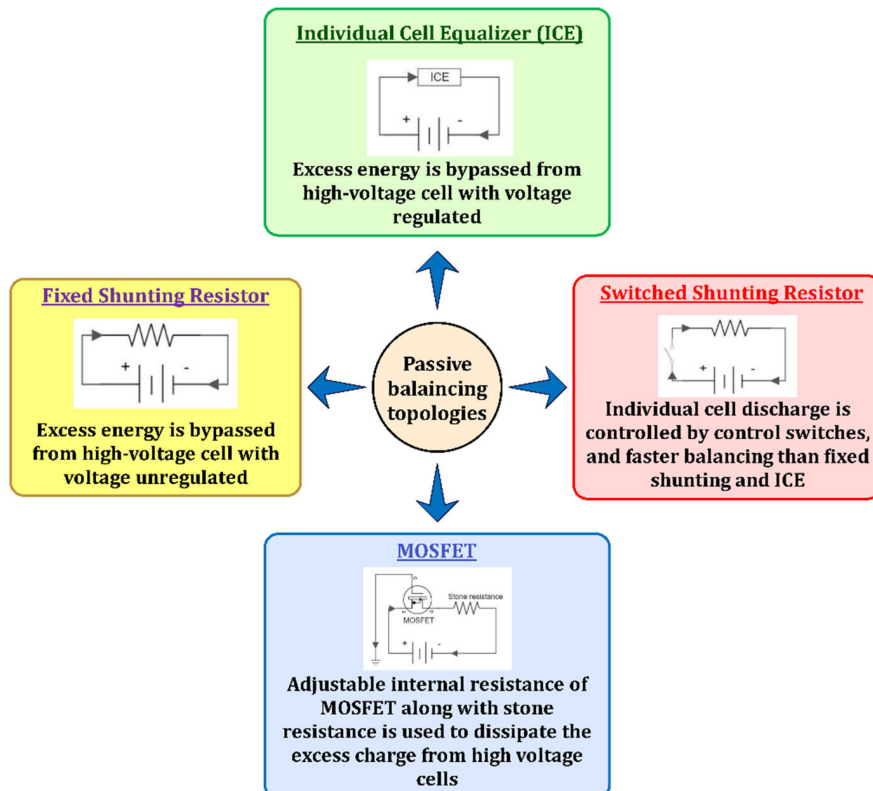 Individual Cell Equalizer (ICE)
ICE
+ -
Excess energy is bypassed from
high-voltage cell with voltage
regulated
Fixed Shunting Resistor
+ -
Excess energy is bypassed
from high-voltage cell with
voltage unregulated
Passive
balaincing
topologies
Switched Shunting Resistor
+ -
Individual cell discharge is
controlled by control switches,
and faster balancing than fixed
shunting and ICE
MOSFET
Stone resistance
MOSFET
+ -
Adjustable internal resistance of
MOSFET along with stone
resistance is used to dissipate the
excess charge from high voltage
cells